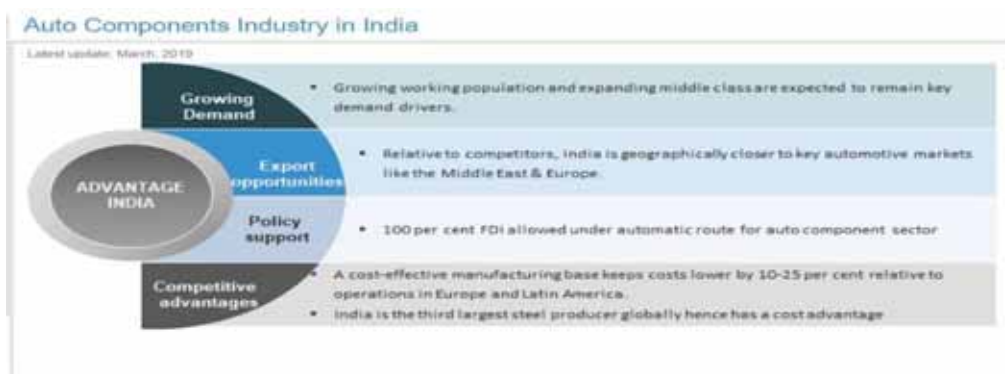 Auto Components Industry in India
Latest update: March, 2019
Growing
Demand
• Growing working population and expanding middle class are expected to remain key
demand drivers.
ADVANTAGE
INDIA
Export
opportunities
• Relative to competitors, India is geographically closer to key automotive markets
like the Middle East & Europe.
Policy
support
• 100 per cent FDI allowed under automatic route for auto component sector
Competitive
advantages
• A cost-effective manufacturing base keeps costs lower by 10-25 per cent relative to
operations in Europe and Latin America.
• India is the third largest steel producer globally hence has a cost advantage